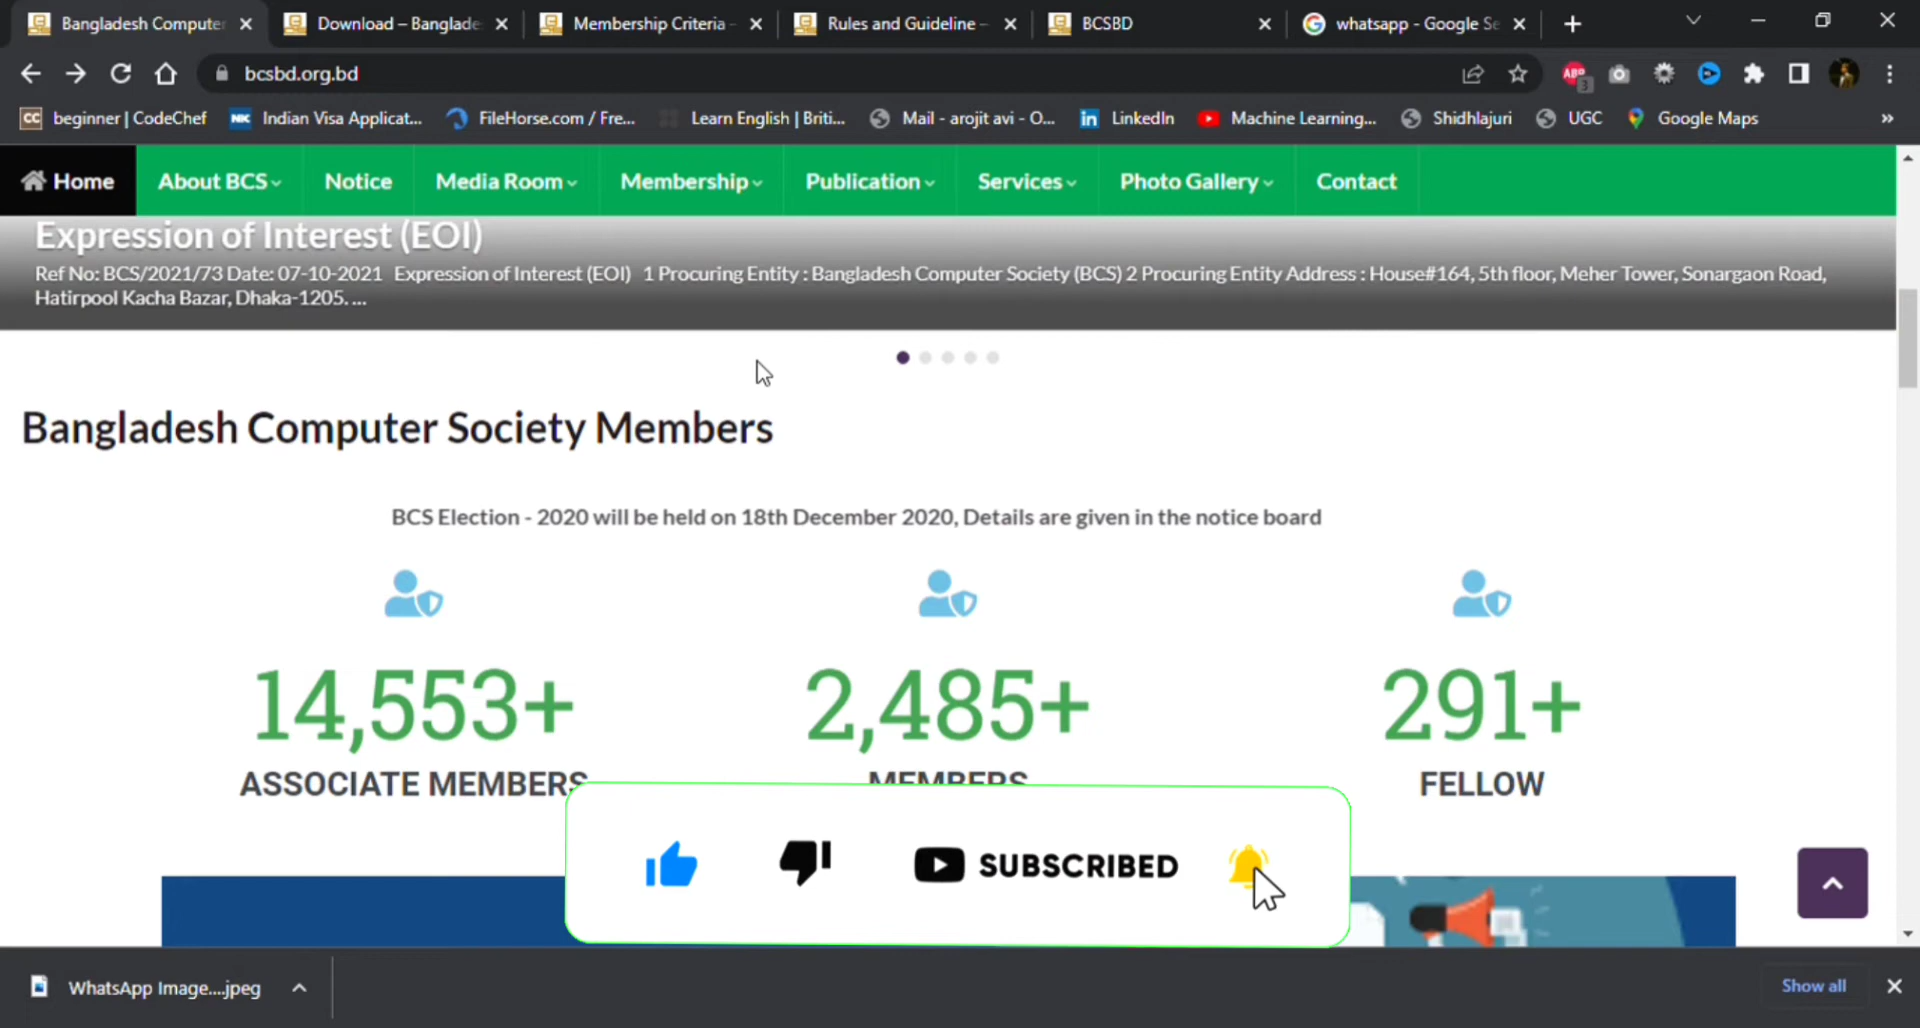 Bangladesh Computer
Download – Banglade
Membership Criteria -
Rules and Guideline –
BCSBD
whatsapp - Google Se
bcsbd.org.bd
ABP
3
CC beginner | CodeChef
Indian Visa Applicat...
FileHorse.com / Fre...
Learn English | Briti...
Mail - arojit avi - O...
in LinkedIn
Machine Learning...
Shidhlajuri
UGC
Google Maps
»
Home
About BCS
Notice
Media Room
Membership
Publication
Services
Photo Gallery
Contact
Expression of Interest (EOI)
Ref No: BCS/2021/73 Date: 07-10-2021 Expression of Interest (EOI) 1 Procuring Entity : Bangladesh Computer Society (BCS) 2 Procuring Entity Address : House#164, 5th floor, Meher Tower, Sonargaon Road,
Hatirpool Kacha Bazar, Dhaka-1205. ...
Bangladesh Computer Society Members
BCS Election - 2020 will be held on 18th December 2020, Details are given in the notice board
14,553+
2,485+
291+
ASSOCIATE MEMBERS
MEMBERS
FELLOW
SUBSCRIBED
WhatsApp Image....jpeg
Show all